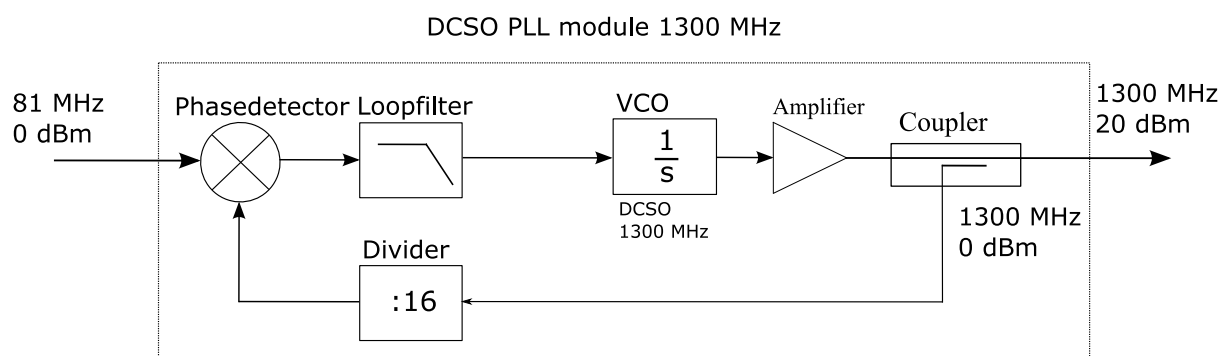 DCSO PLL module 1300 MHz
81 MHz
0 dBm
Phasedetector
Loopfilter
VCO
1
s
DCSO
1300 MHz
Amplifier
Coupler
1300 MHz
20 dBm
1300 MHz
0 dBm
Divider
:16